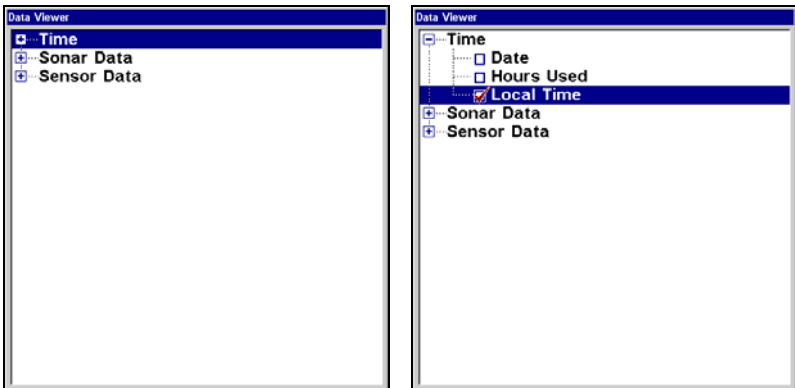 Data Viewer
Time
Sonar Data
Sensor Data
Data Viewer
Time
Date
Hours Used
Local Time
Sonar Data
Sensor Data